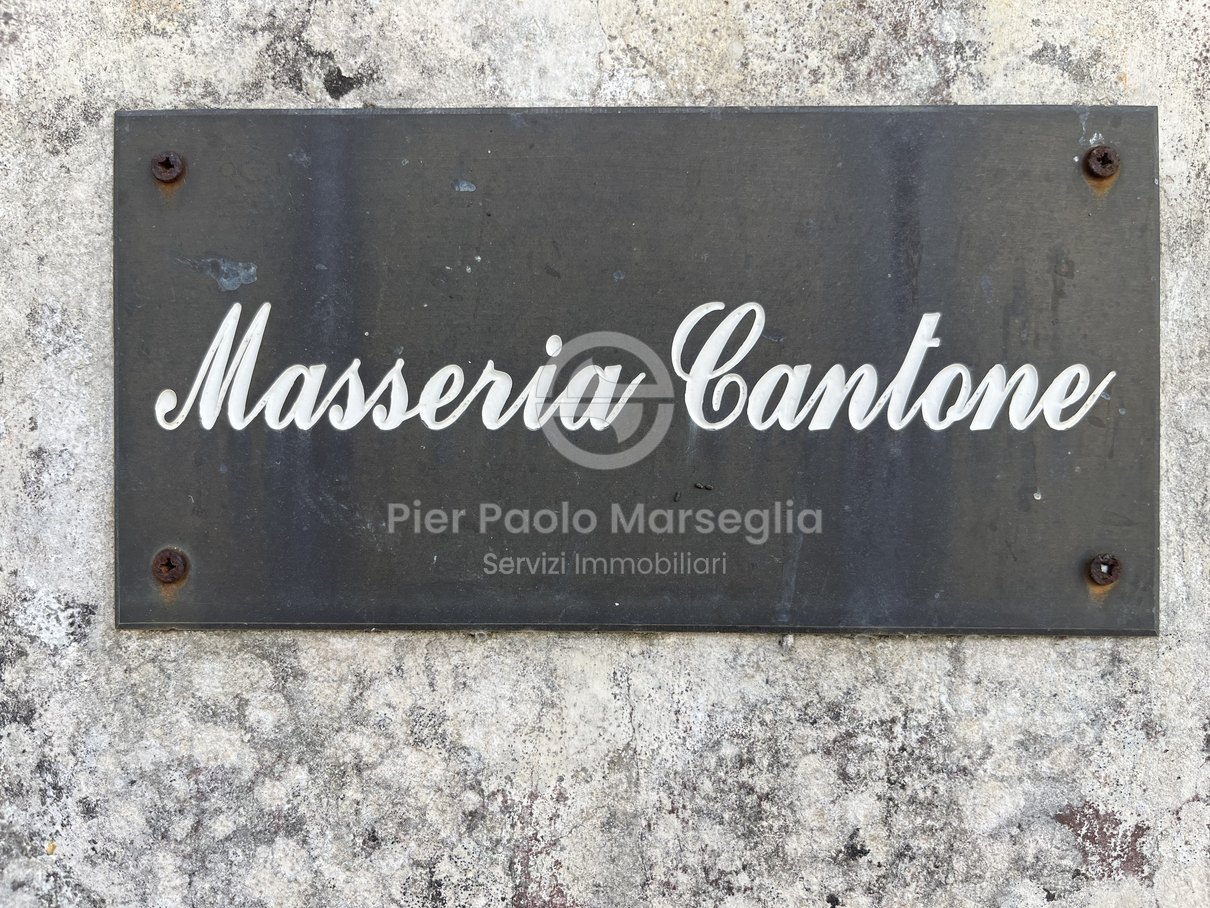 Masseria Cantone
Pier Paolo Marseglia
Servizi Immobiliari